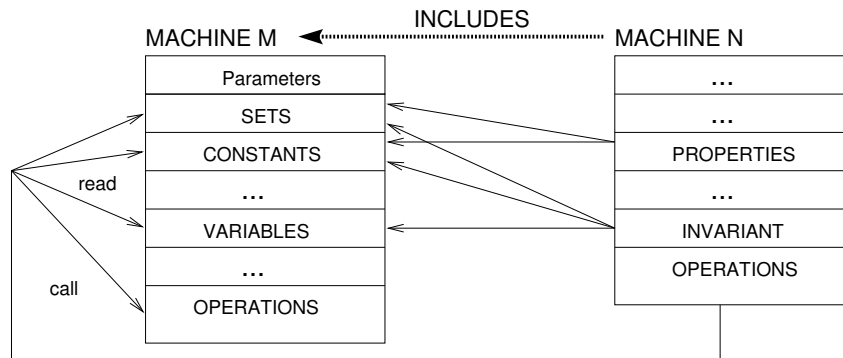 INCLUDES
MACHINE M
Parameters
SETS
CONSTANTS
...
VARIABLES
...
OPERATIONS
read
call
MACHINE N
...
...
PROPERTIES
...
INVARIANT
OPERATIONS